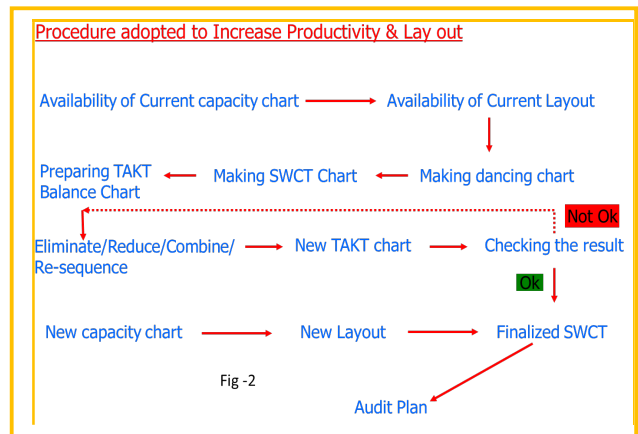 Procedure adopted to Increase Productivity & Lay out
Availability of Current capacity chart
Availability of Current Layout
Preparing TAKT
Balance Chart
Making SWCT Chart
Making dancing chart
Not Ok
Eliminate/Reduce/Combine/
Re-sequence
New TAKT chart
Checking the result
Ok
New capacity chart
New Layout
Finalized SWCT
Fig -2
Audit Plan